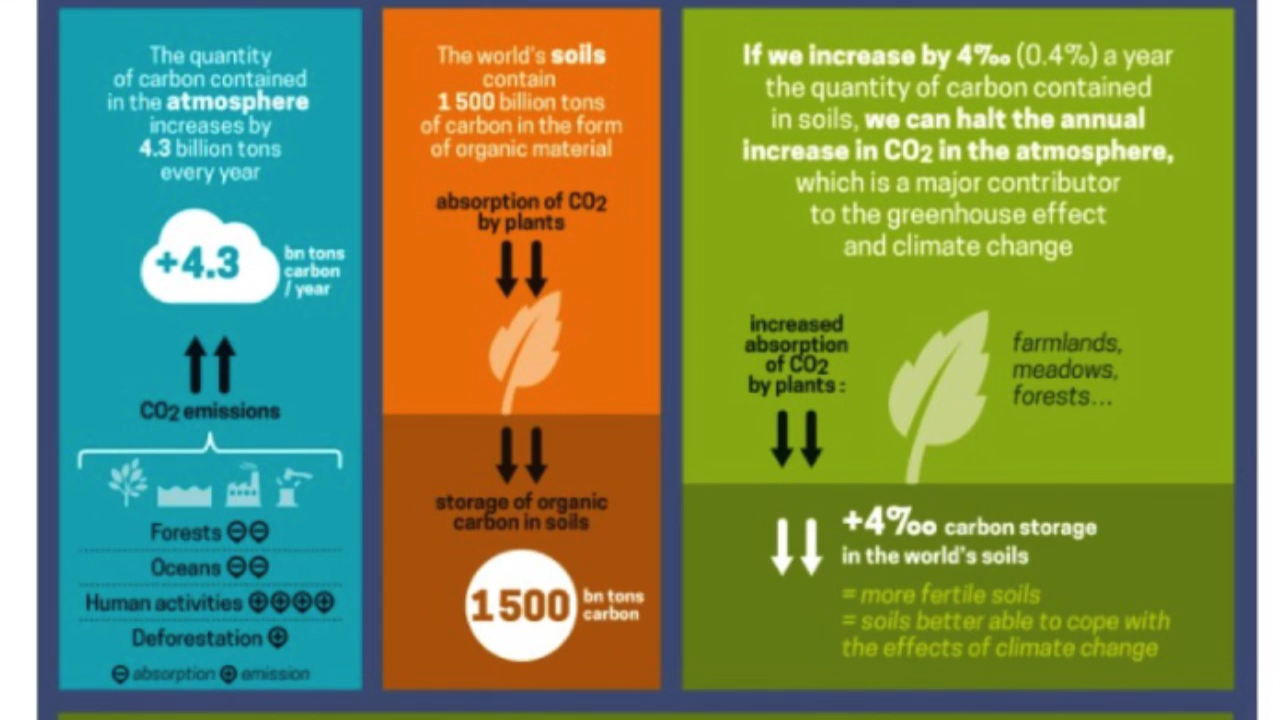 The quantity
of carbon contained
in the atmosphere
increases by
4.3 billion tons
every year
+4.3
bn tons
carbon
/ year
CO2 emissions
Forests
Oceans
Human activities
Deforestation
absorption emission
The world's soils
contain
1 500 billion tons
of carbon in the form
of organic material
absorption of CO2
by plants
storage of organic
carbon in soils
1500
bn tons
carbon
If we increase by 4‰ (0.4%) a year
the quantity of carbon contained
in soils, we can halt the annual
increase in CO2 in the atmosphere,
which is a major contributor
to the greenhouse effect
and climate change
increased
absorption
of CO2
by plants :
farmlands,
meadows,
forests...
+4‰ carbon storage
in the world's soils
= more fertile soils
= soils better able to cope with
the effects of climate change